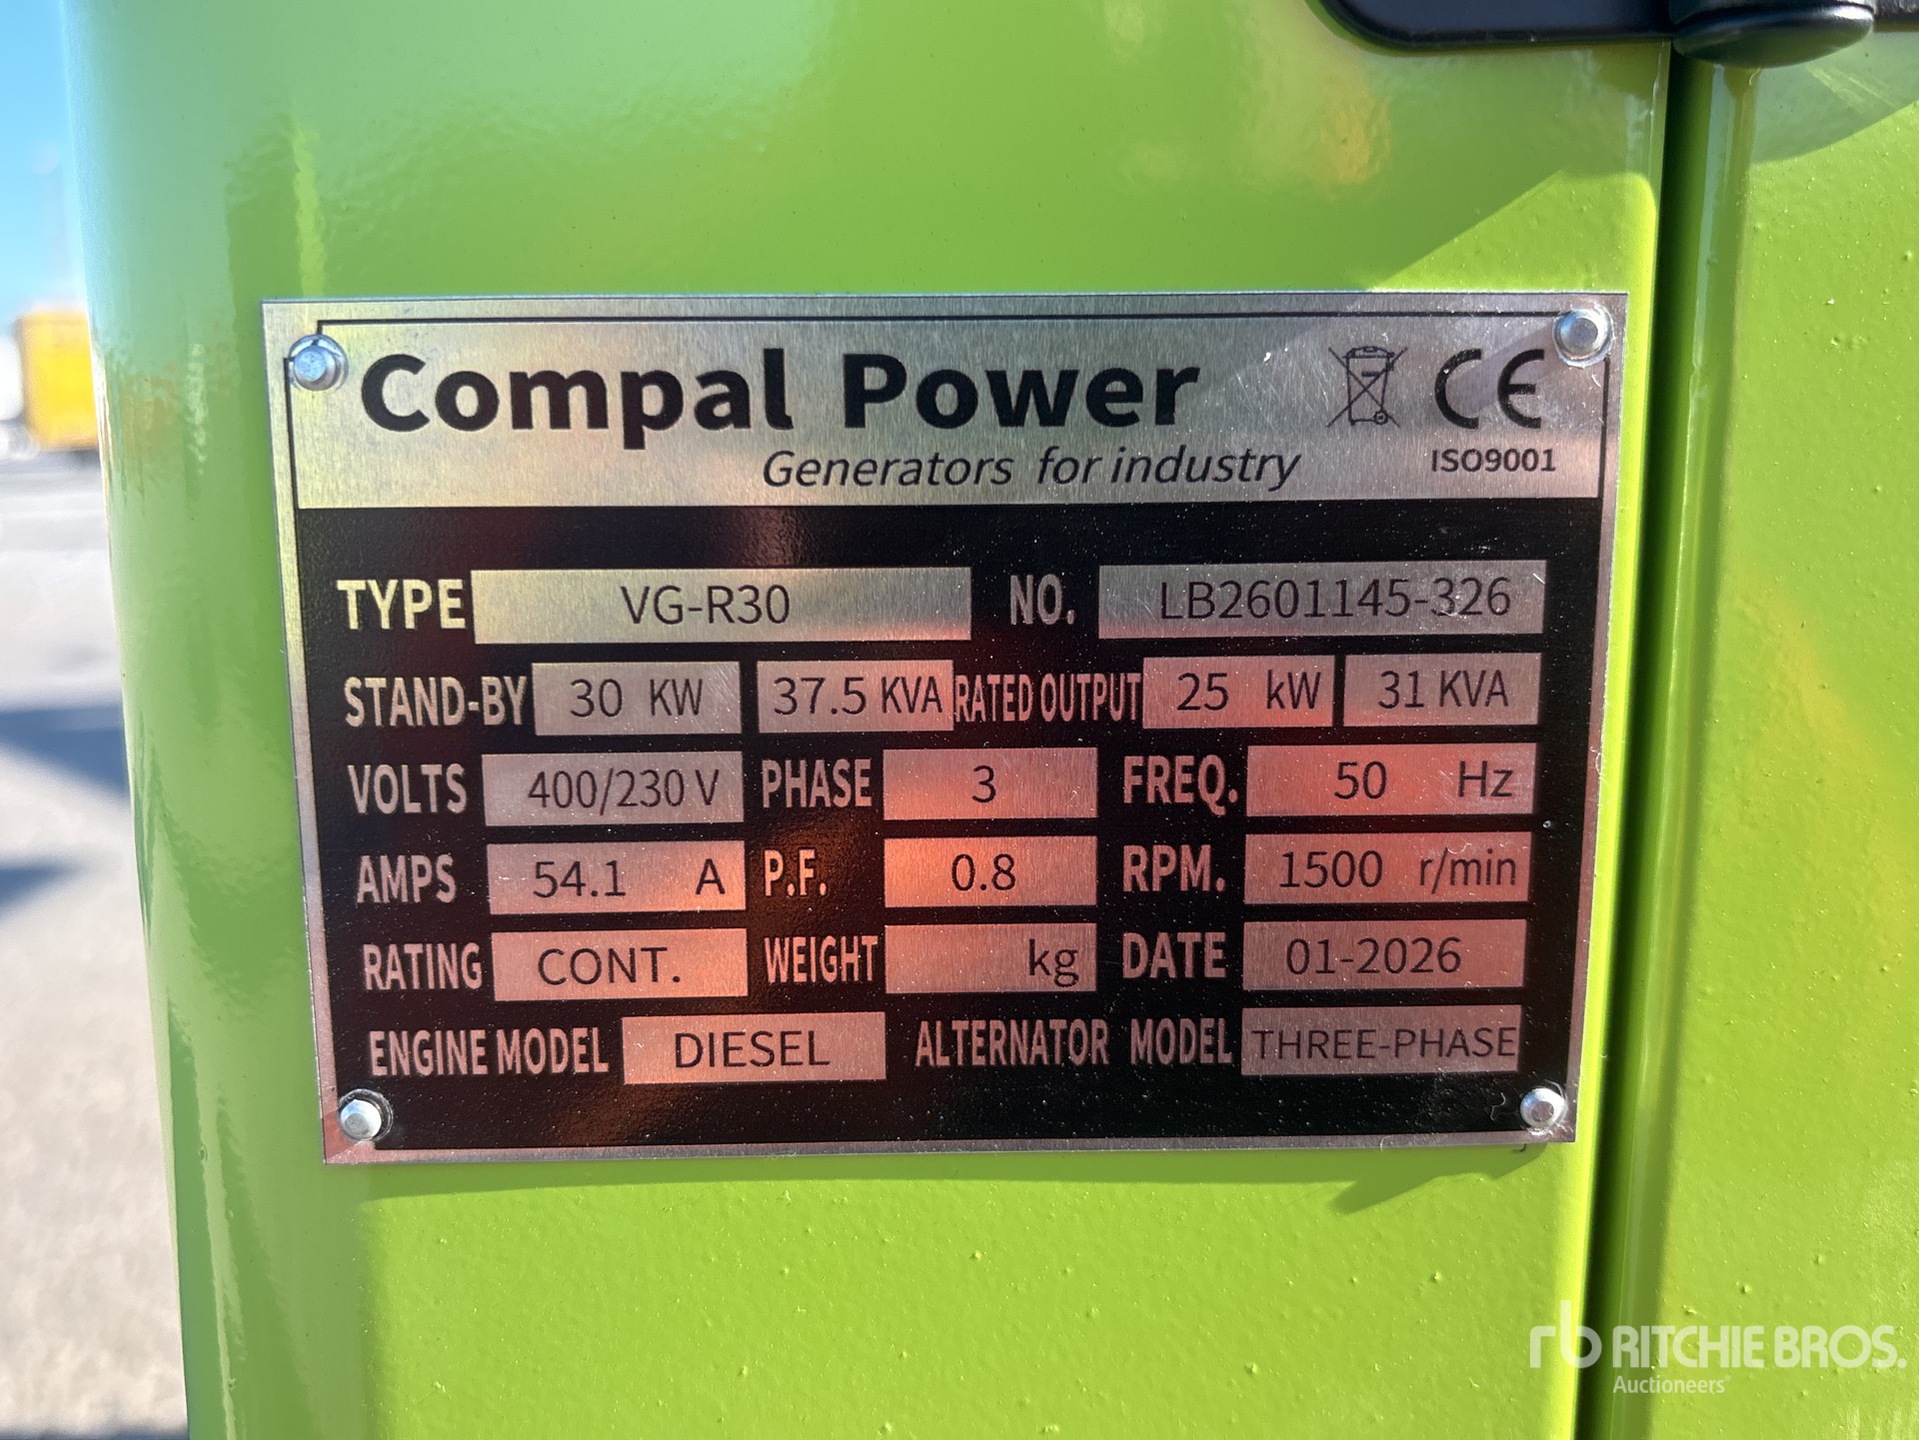 Compal Power
CE
Generators for industry
ISO9001
TYPE VG-R30 NO. LB2601145-326
STAND-BY 30 KW 37.5 KVA RATED OUTPUT 25 kW 31 KVA
VOLTS 400/230 V PHASE 3 FREQ. 50 Hz
AMPS 54.1 A P.F. 0.8 RPM. 1500 r/min
RATING CONT. WEIGHT kg DATE 01-2026
ENGINE MODEL DIESEL ALTERNATOR MODEL THREE-PHASE
rb RITCHIE BROS.
Auctioneers